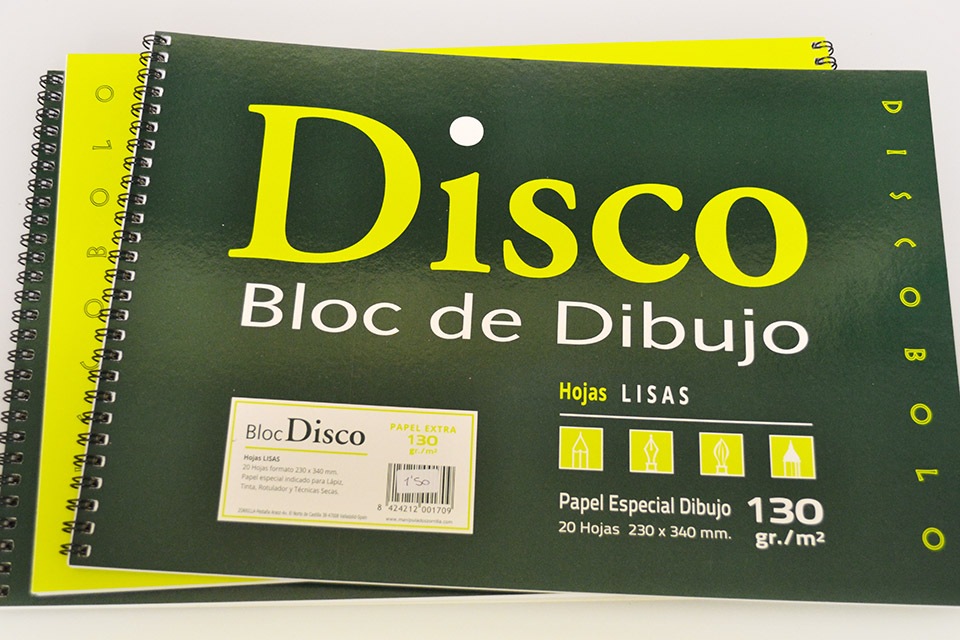 Disco
Bloc de Dibujo
Hojas LISAS
Papel Especial Dibujo 130
20 Hojas 230 x 340 mm. gr./m²
Bloc Disco
PAPEL EXTRA
130
gr./m²
Hojas LISAS
20 Hojas formato 230 x 340 mm.
Papel especial indicado para Lápiz,
Tinta, Rotulador y Técnicas Secas.
1'50
8 424212 001709
DISCOBOLO
DISCOBOLO